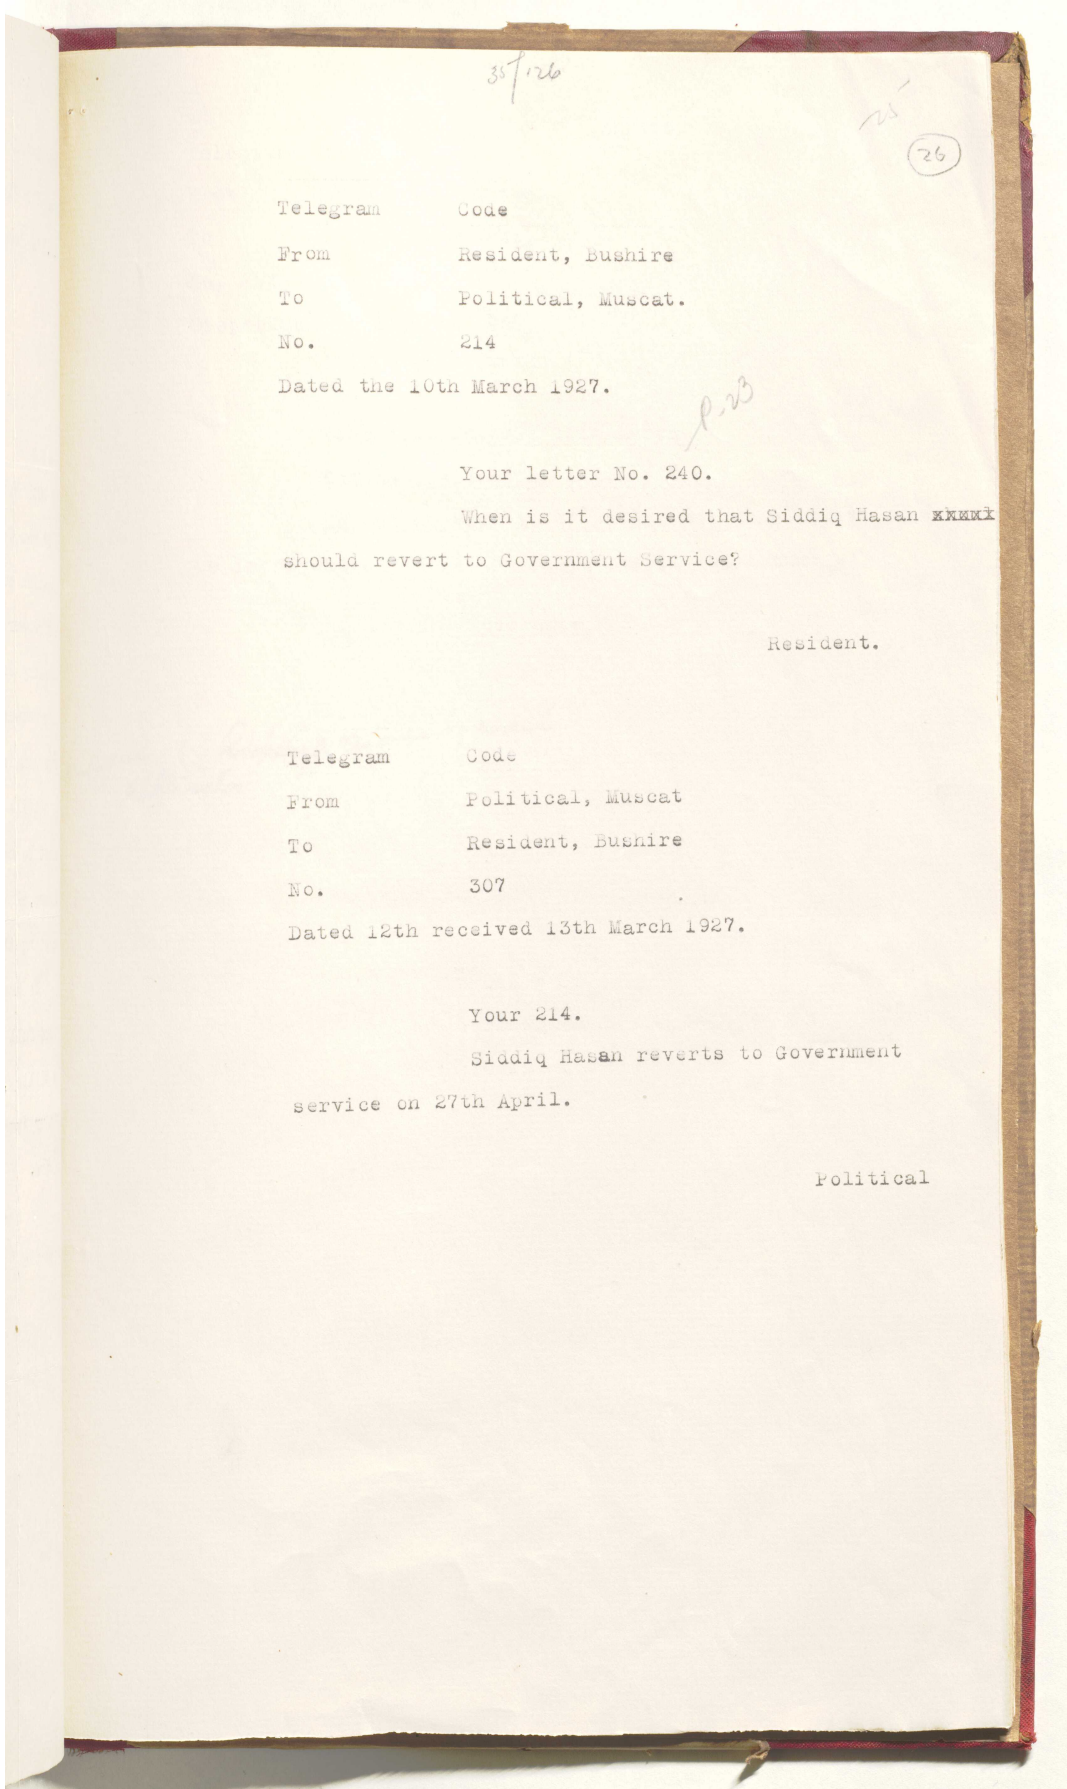 35/126
25
26
Telegram Code
From Resident, Bushire
To Political, Muscat.
No. 214
Dated the 10th March 1927.
p. 23
Your letter No. 240.
When is it desired that Siddiq Hasan
should revert to Government Service?
Resident.
Telegram Code
From Political, Muscat
To Resident, Bushire
No. 307
Dated 12th received 13th March 1927.
Your 214.
Siddiq Hasan reverts to Government
service on 27th April.
Political